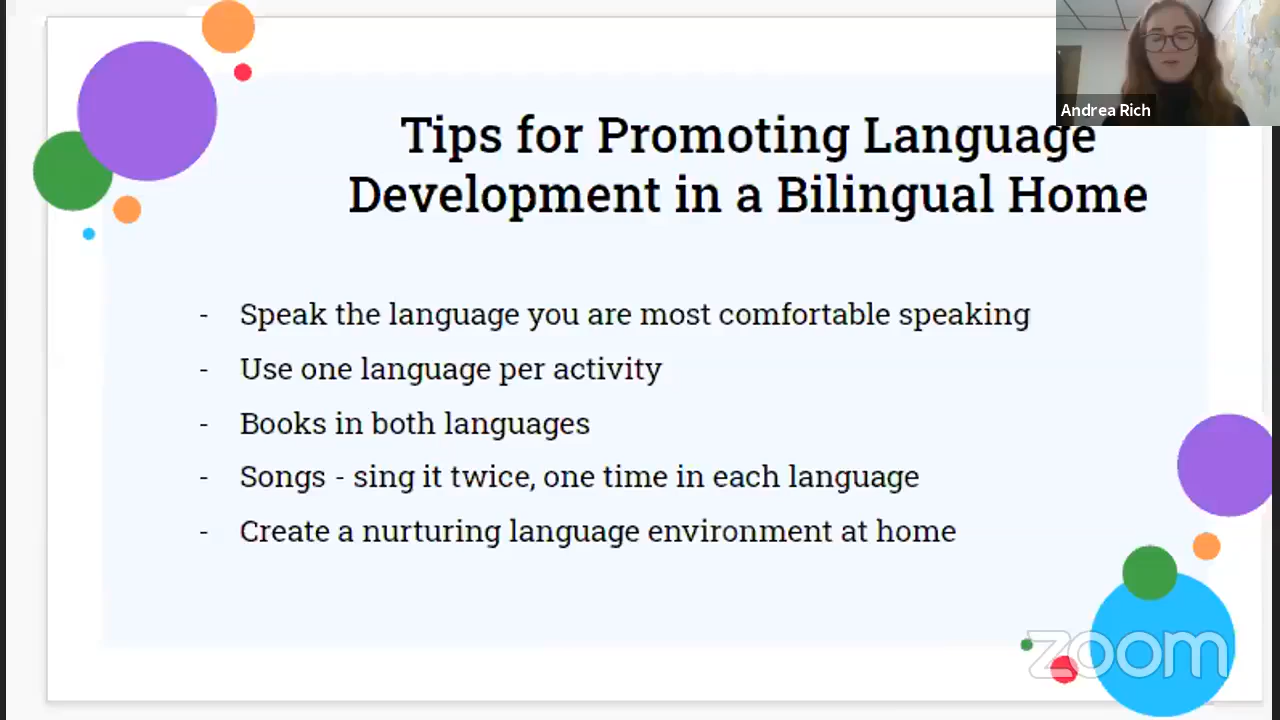 Andrea Rich
Tips for Promoting Language
Development in a Bilingual Home
- Speak the language you are most comfortable speaking
- Use one language per activity
- Books in both languages
- Songs - sing it twice, one time in each language
- Create a nurturing language environment at home
zoom